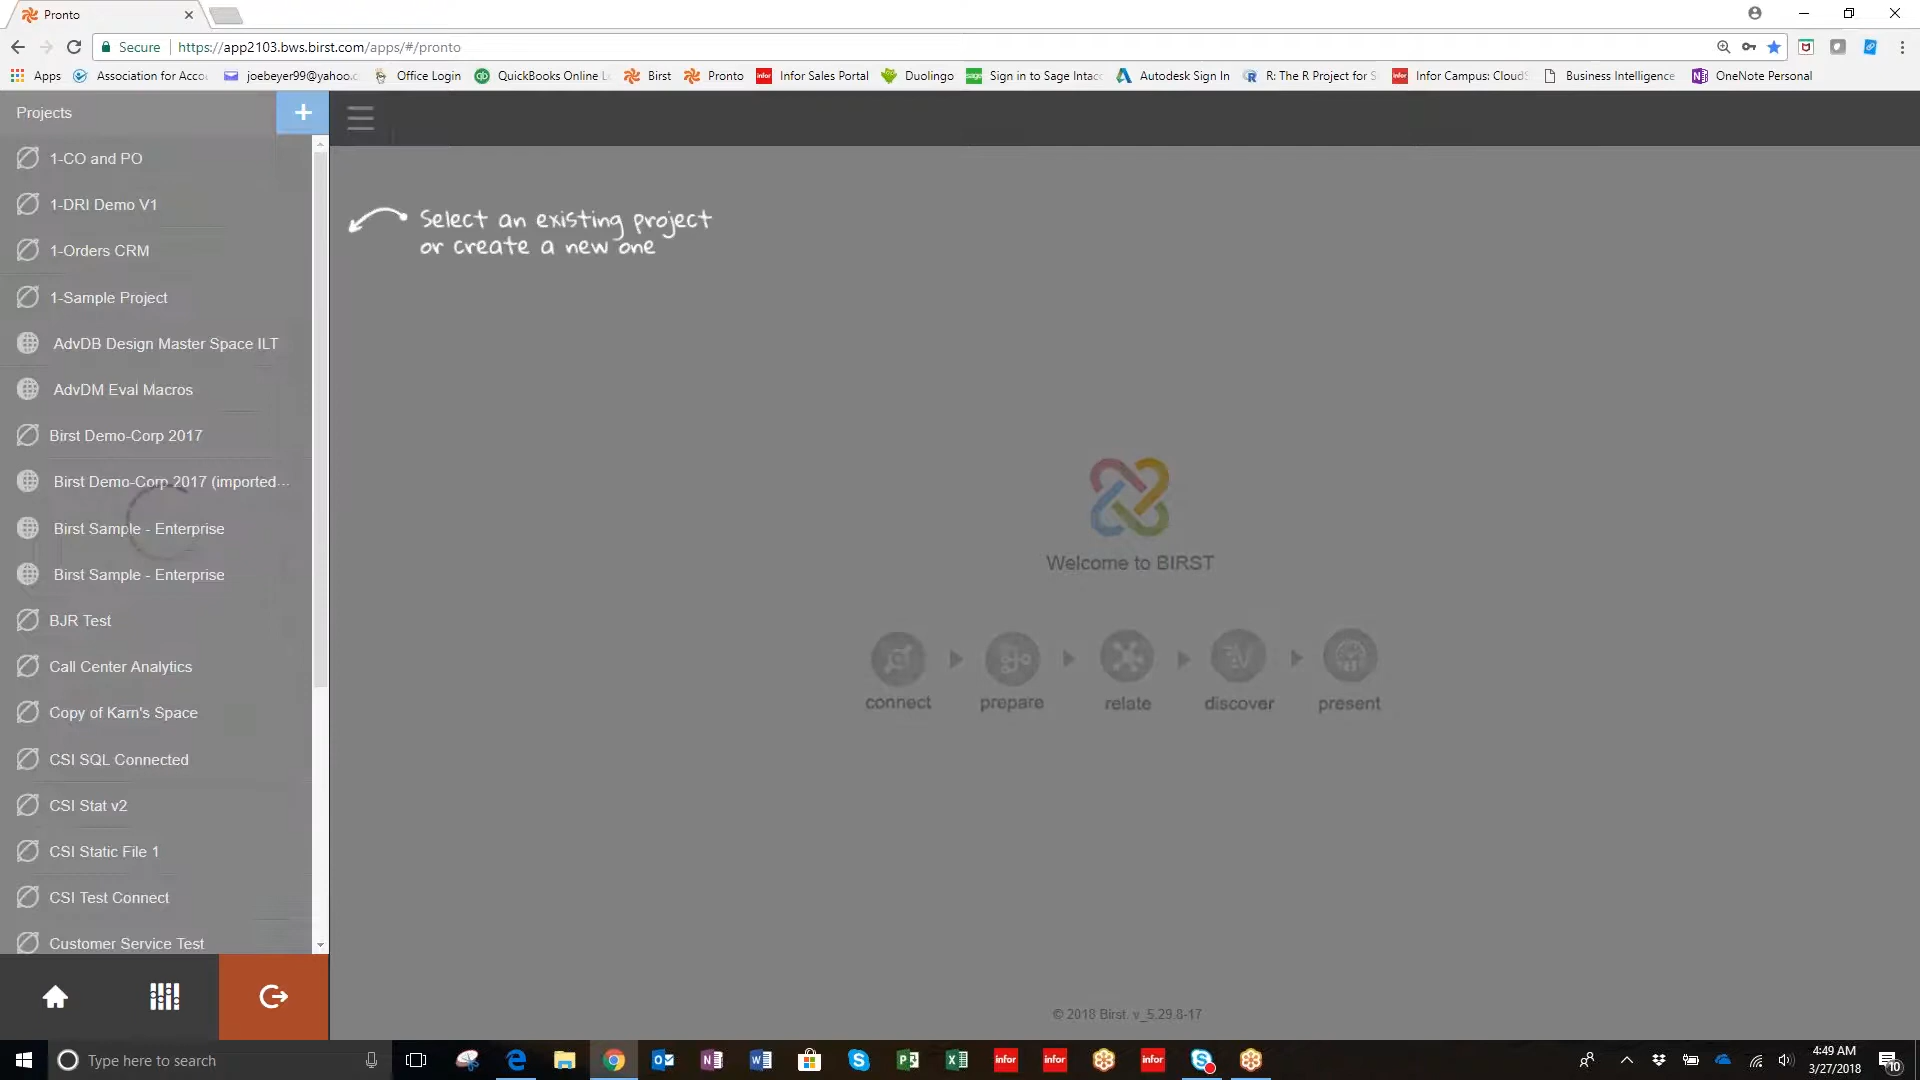 Pronto
Secure
https://app2103.bws.birst.com/apps/#/pronto
Apps
Association for Acco
joebeyer99@yahoo.c
Office Login
QuickBooks Online L
Birst
Pronto
Infor Sales Portal
Duolingo
Sign in to Sage Intac
Autodesk Sign In
R: The R Project for S
Infor Campus: CloudS
Business Intelligence
OneNote Personal
Projects
+
1-CO and PO
1-DRI Demo V1
1-Orders CRM
1-Sample Project
AdvDB Design Master Space ILT
AdvDM Eval Macros
Birst Demo-Corp 2017
Birst Demo-Corp 2017 (imported...
Birst Sample - Enterprise
Birst Sample - Enterprise
BJR Test
Call Center Analytics
Copy of Karn's Space
CSI SQL Connected
CSI Stat v2
CSI Static File 1
CSI Test Connect
Customer Service Test
Select an existing project
or create a new one
Welcome to BIRST
connect
prepare
relate
discover
present
© 2018 Birst. v_5.29.8-17
Type here to search
infor
infor
infor
4:49 AM
3/27/2018
10